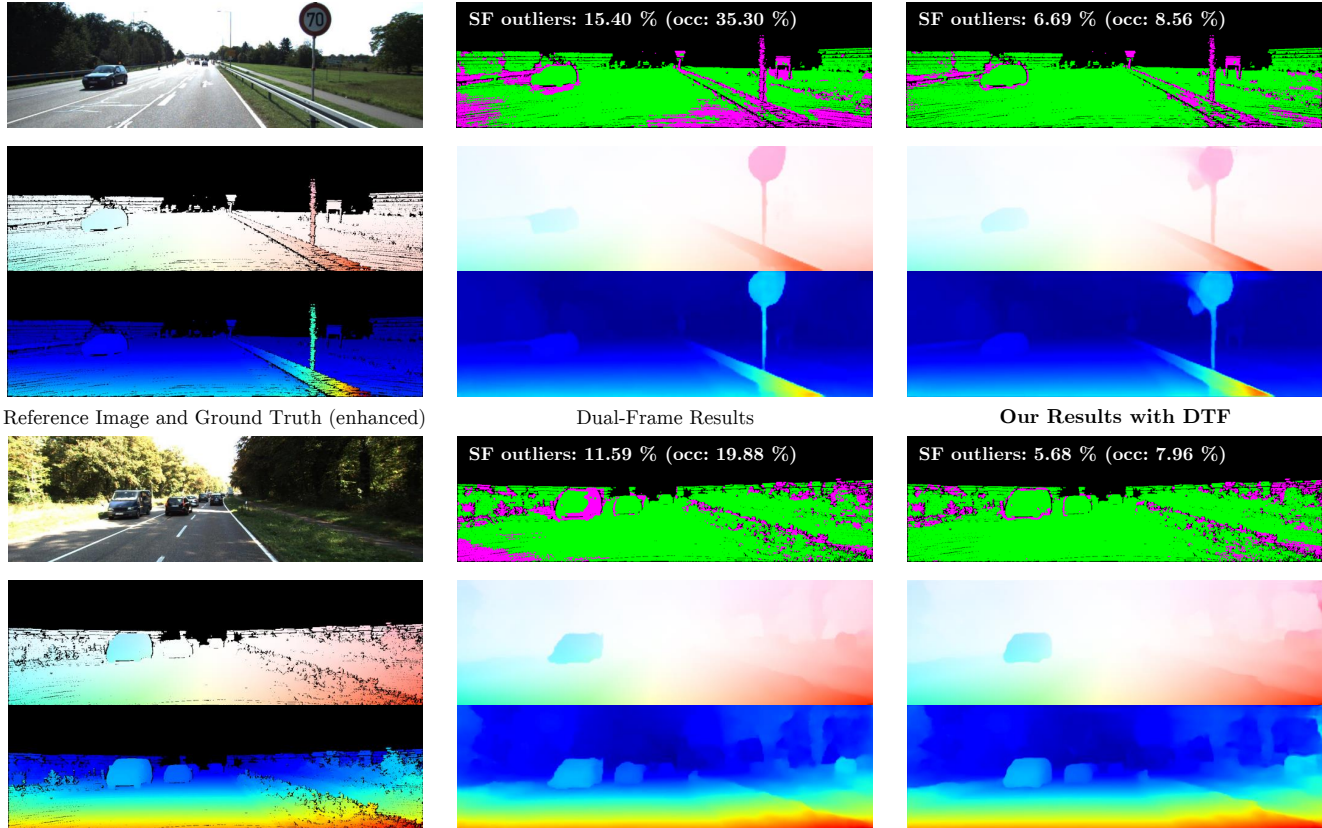 70
SF outliers: 15.40 % (occ: 35.30 %)
SF outliers: 6.69 % (occ: 8.56 %)
Reference Image and Ground Truth (enhanced)
Dual-Frame Results
Our Results with DTF
SF outliers: 11.59 % (occ: 19.88 %)
SF outliers: 5.68 % (occ: 7.96 %)